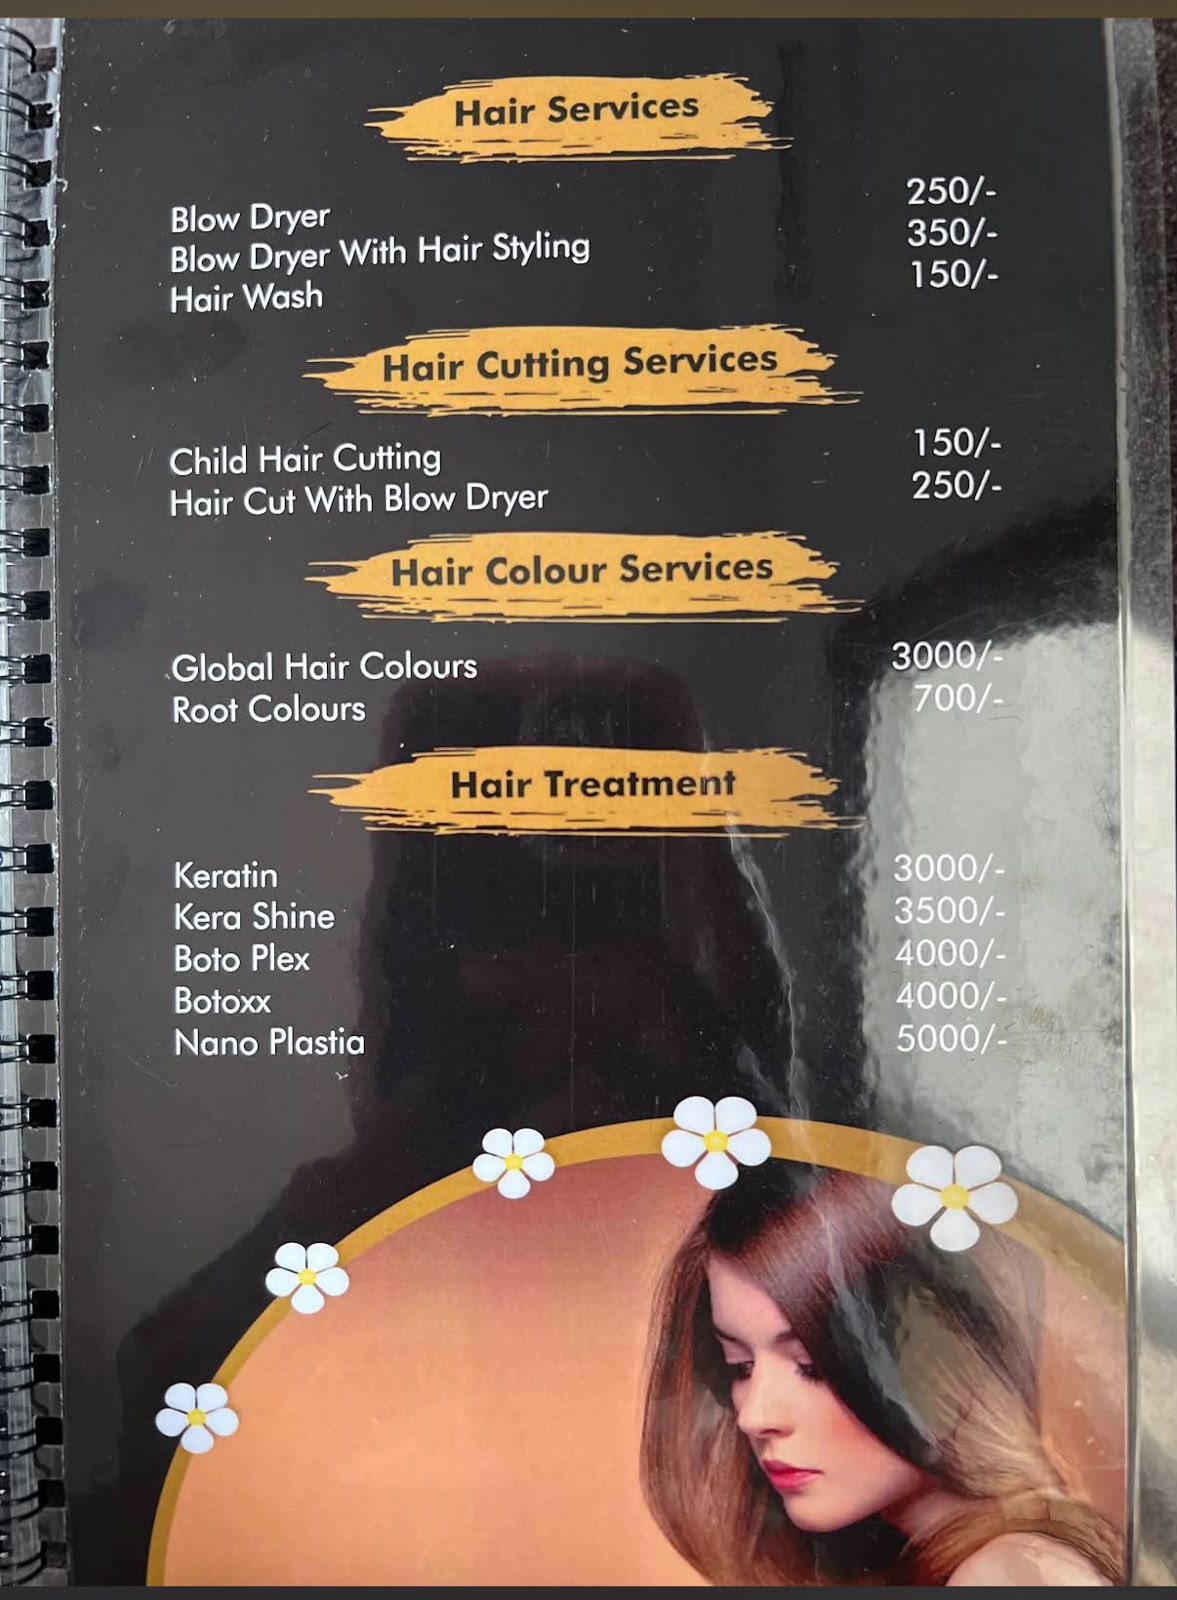 Hair Services
Blow Dryer 250/-
Blow Dryer With Hair Styling 350/-
Hair Wash 150/-
Hair Cutting Services
Child Hair Cutting 150/-
Hair Cut With Blow Dryer 250/-
Hair Colour Services
Global Hair Colours 3000/-
Root Colours 700/-
Hair Treatment
Keratin 3000/-
Kera Shine 3500/-
Boto Plex 4000/-
Botoxx 4000/-
Nano Plastia 5000/-